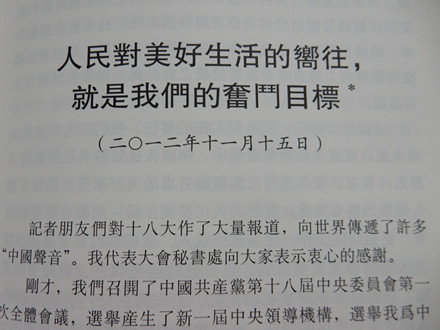 人民對美好生活的嚮往，
就是我們的奮鬥目標*
（二〇一二年十一月十五日）
記者朋友們對十八大作了大量報道，向世界傳遞了許多
“中國聲音”。我代表大會秘書處向大家表示衷心的感謝。
剛才，我們召開了中國共産黨第十八屆中央委員會第一
次全體會議，選舉産生了新一屆中央領導機構，選舉我爲中